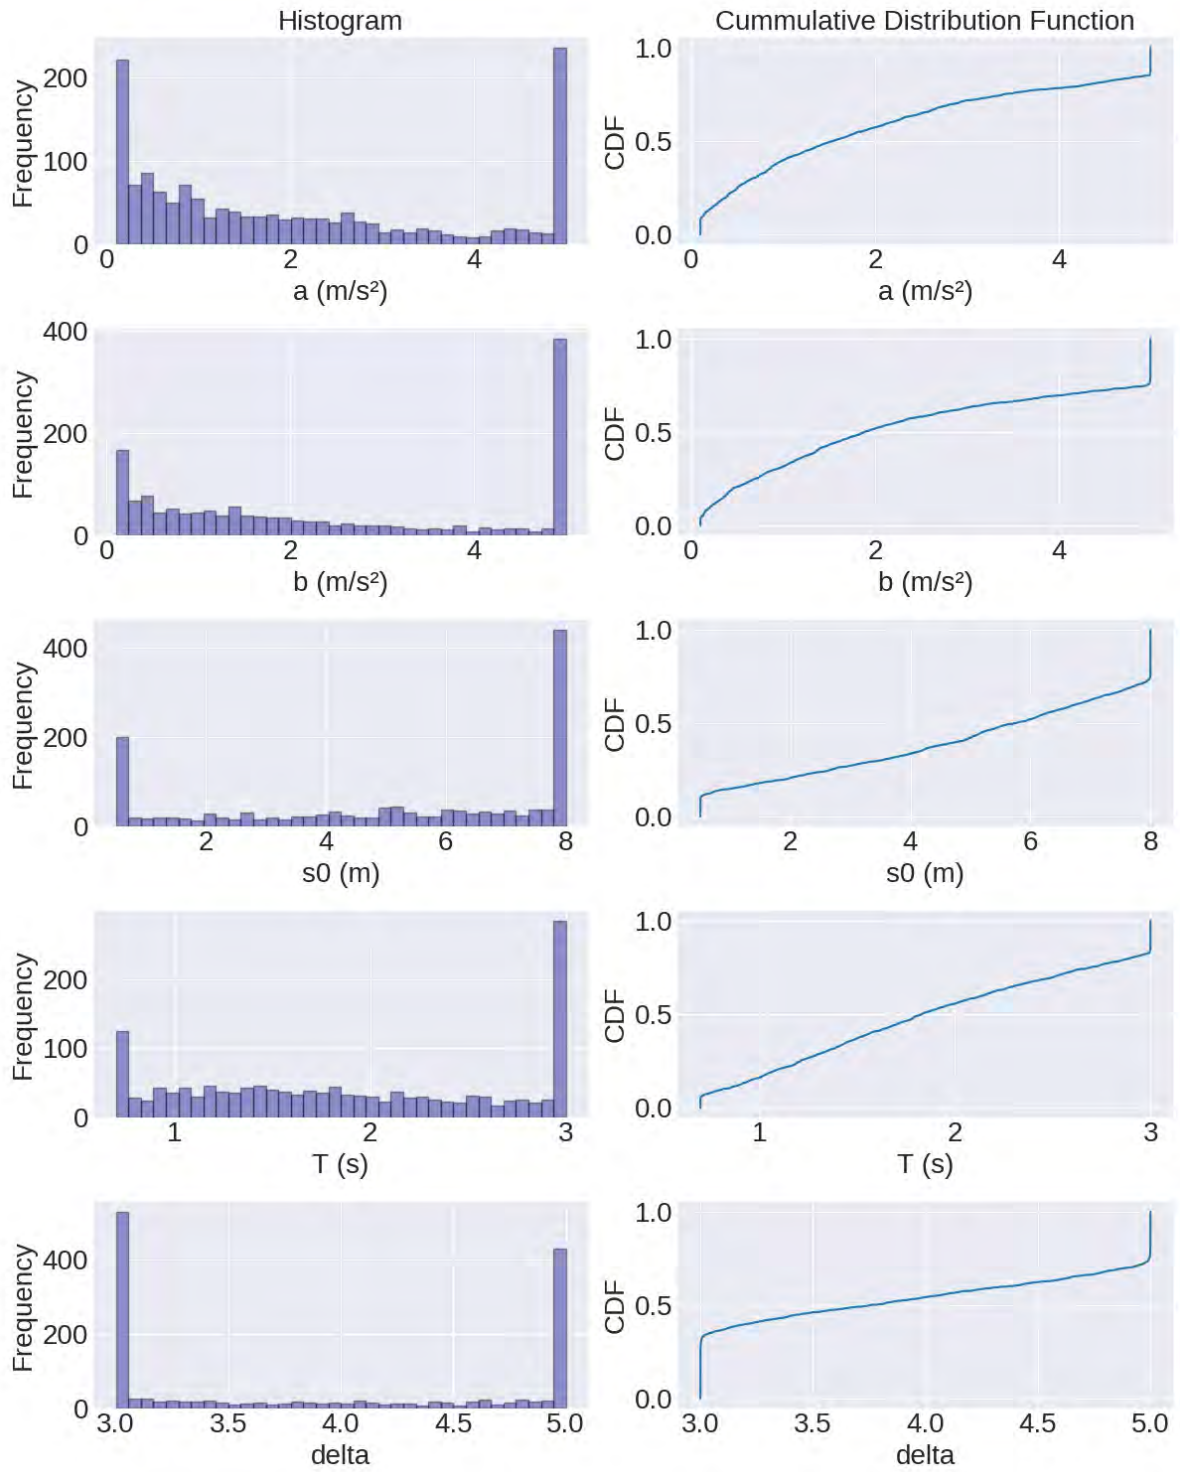 Histogram
Cummulative Distribution Function
Frequency
200
100
0
0 2 4
a (m/s²)
CDF
1.0
0.5
0.0
0 2 4
a (m/s²)
Frequency
400
200
0
0 2 4
b (m/s²)
CDF
1.0
0.5
0.0
0 2 4
b (m/s²)
Frequency
400
200
0
2 4 6 8
s0 (m)
CDF
1.0
0.5
0.0
2 4 6 8
s0 (m)
Frequency
200
100
0
1 2 3
T (s)
CDF
1.0
0.5
0.0
1 2 3
T (s)
Frequency
400
200
0
3.0 3.5 4.0 4.5 5.0
delta
CDF
1.0
0.5
0.0
3.0 3.5 4.0 4.5 5.0
delta